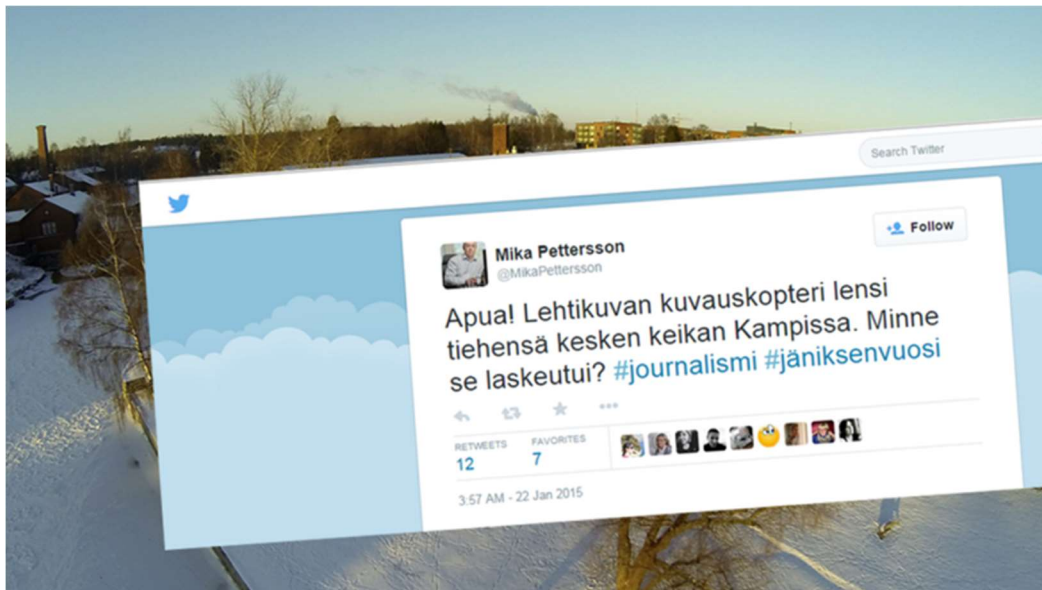 Search Twitter
Mika Pettersson
@MikaPettersson
Follow
Apua! Lehtikuvan kuvauskopteri lensi
tiehensä kesken keikan Kampissa. Minne
se laskeutui? #journalismi #jäniksenvuosi
RETWEETS FAVORITES
12 7
3:57 AM - 22 Jan 2015